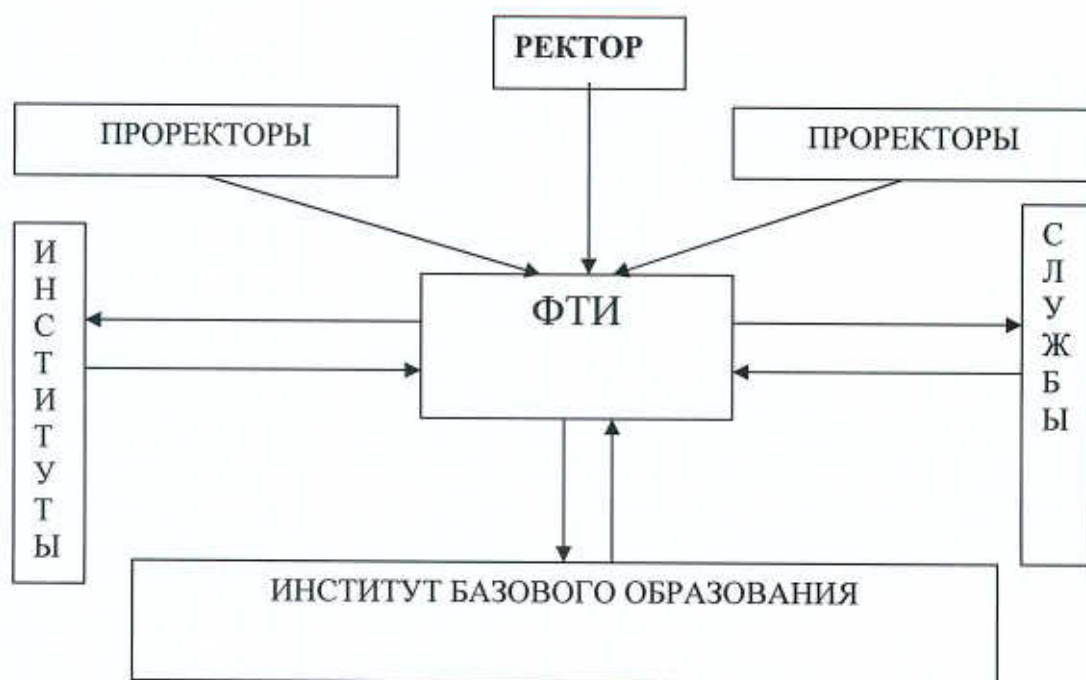 РЕКТОР
ПРОРЕКТОРЫ
ПРОРЕКТОРЫ
ИНСТИТУТЫ
ФТИ
СЛУЖБЫ
ИНСТИТУТ БАЗОВОГО ОБРАЗОВАНИЯ